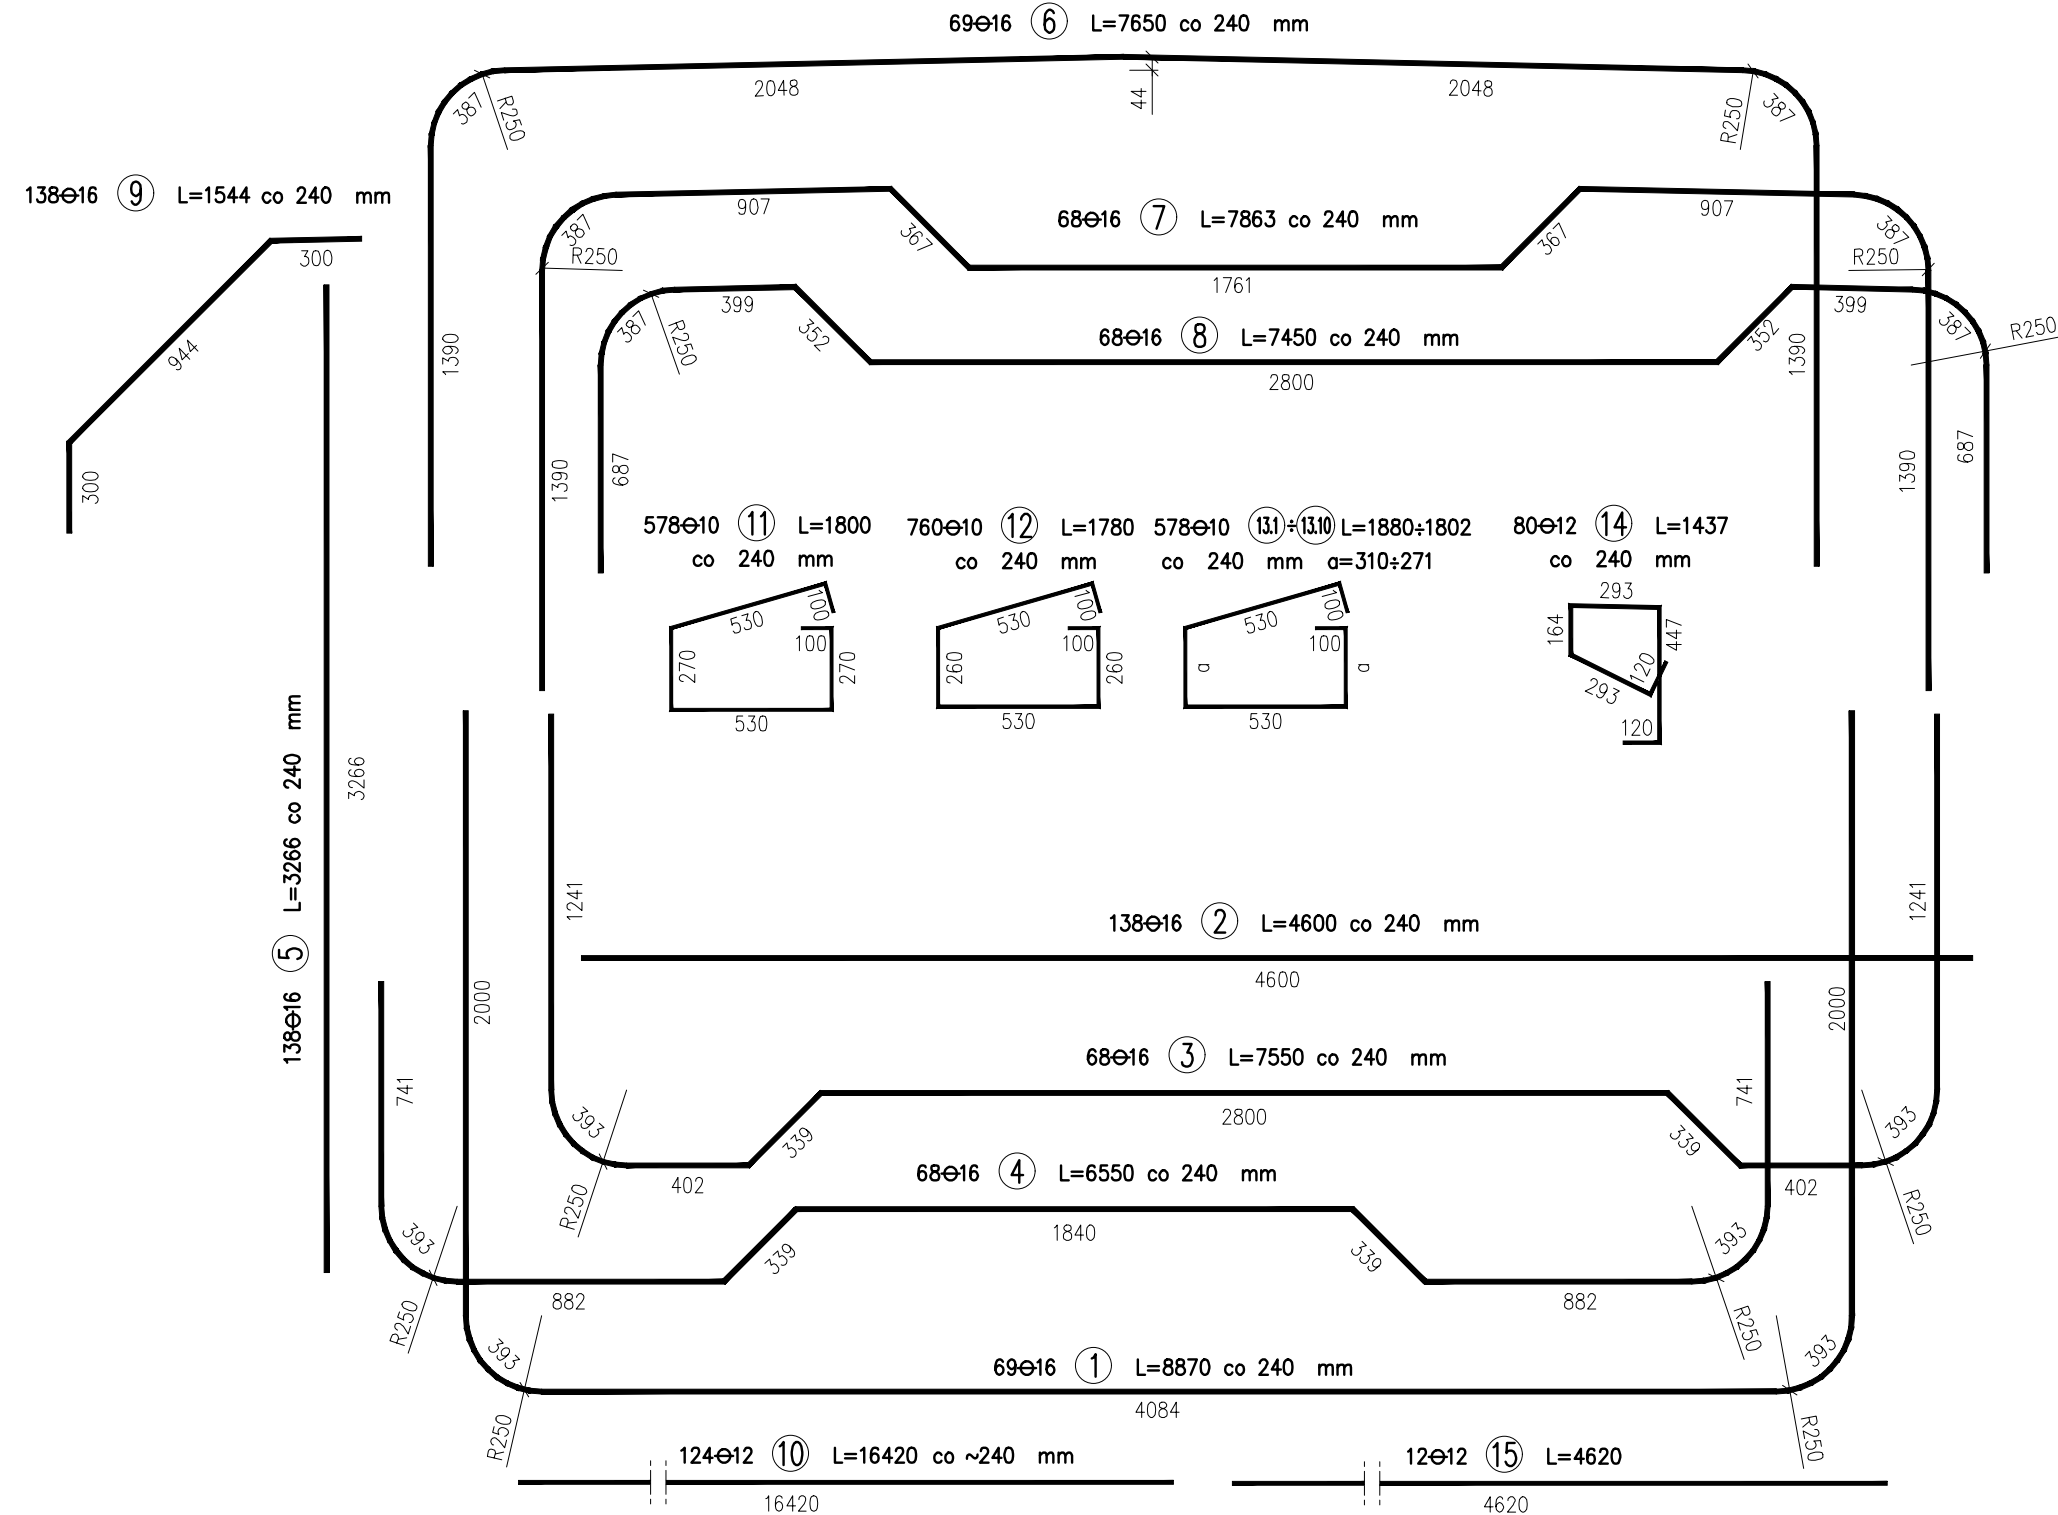 69⌀16 6 L=7650 co 240 mm
2048
2048
44
387
R250
R250
387
1390
1390
138⌀16 9 L=1544 co 240 mm
300
944
300
907
907
68⌀16 7 L=7863 co 240 mm
387
R250
367
367
387
R250
1761
1390
1390
399
399
387
R250
352
68⌀16 8 L=7450 co 240 mm
352
387
R250
2800
687
687
578⌀10 11 L=1800
co 240 mm
530
100
100
270
270
530
760⌀10 12 L=1780
co 240 mm
530
100
100
260
260
530
578⌀10 13.1÷13.10 L=1880÷1802
co 240 mm a=310÷271
530
100
100
a
a
530
80⌀12 14 L=1437
co 240 mm
293
164
447
120
293
120
138⌀16 5 L=3266 co 240 mm
3266
138⌀16 2 L=4600 co 240 mm
4600
1241
1241
2000
2000
68⌀16 3 L=7550 co 240 mm
2800
741
741
393
R250
339
339
393
R250
402
402
68⌀16 4 L=6550 co 240 mm
1840
393
R250
339
339
393
R250
882
882
69⌀16 1 L=8870 co 240 mm
393
R250
393
R250
4084
124⌀12 10 L=16420 co ~240 mm
16420
12⌀12 15 L=4620
4620